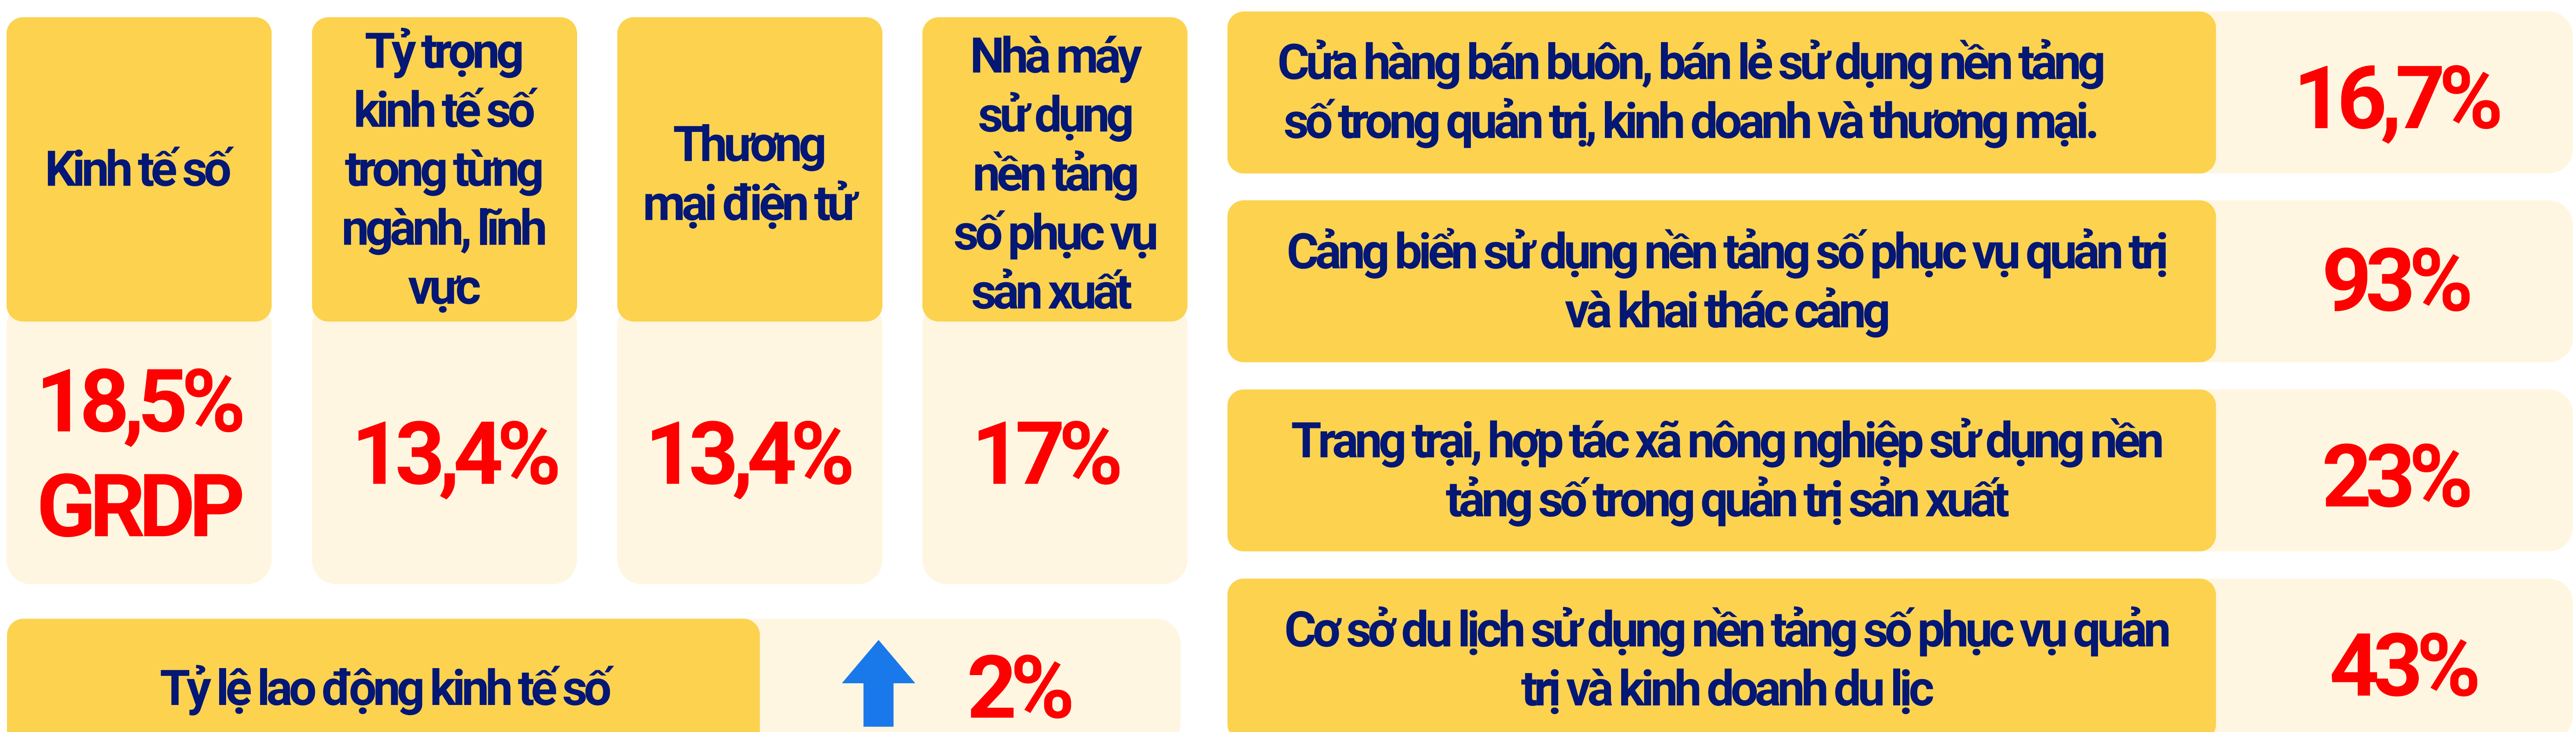 Kinh tế số
18,5%
GRDP
Tỷ trọng
kinh tế số
trong từng
ngành, lĩnh
vực
13,4%
Thương
mại điện tử
13,4%
Nhà máy
sử dụng
nền tảng
số phục vụ
sản xuất
17%
Tỷ lệ lao động kinh tế số
2%
Cửa hàng bán buôn, bán lẻ sử dụng nền tảng
số trong quản trị, kinh doanh và thương mại.
16,7%
Cảng biển sử dụng nền tảng số phục vụ quản trị
và khai thác cảng
93%
Trang trại, hợp tác xã nông nghiệp sử dụng nền
tảng số trong quản trị sản xuất
23%
Cơ sở du lịch sử dụng nền tảng số phục vụ quản
trị và kinh doanh du lịc
43%